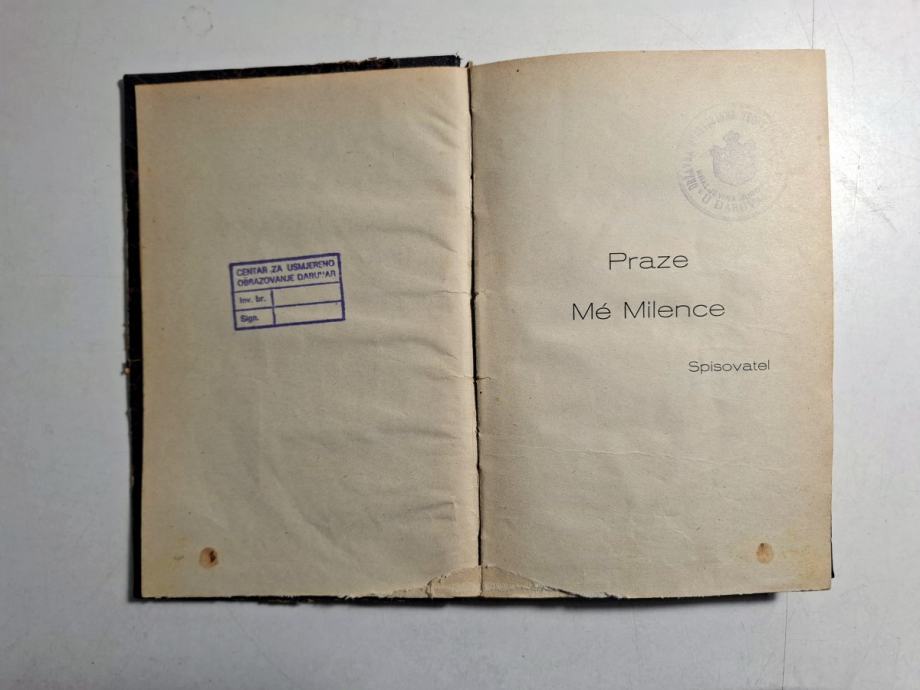 CENTAR ZA USMJERENO
OBRAZOVANJE DARUVAR
Inv. br.
Sign.
Praze
Mé Milence
Spisovatel